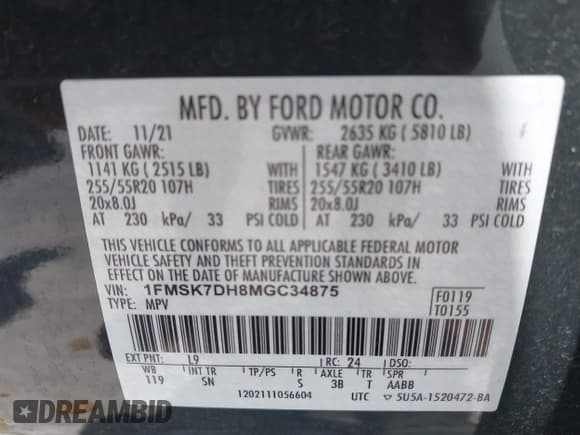 MFD. BY FORD MOTOR CO.
DATE: 11/21 GVWR: 2635 KG ( 5810 LB)
FRONT GAWR: REAR GAWR:
1141 KG ( 2515 LB) WITH 1547 KG ( 3410 LB) WITH
255/55R20 107H TIRES 255/55R20 107H TIRES
20x8.0J RIMS 20x8.0J RIMS
AT 230 kPa/ 33 PSI COLD AT 230 kPa/ 33 PSI COLD
THIS VEHICLE CONFORMS TO ALL APPLICABLE FEDERAL MOTOR
VEHICLE SAFETY AND THEFT PREVENTION STANDARDS IN
EFFECT ON THE DATE OF MANUFACTURE SHOWN ABOVE.
VIN: 1FMSK7DH8MGC34875 F0119
TYPE: MPV T0155
EXT PNT: L9 RC: 24 DSO:
WB INT TR TP/PS R AXLE TR SPR
119 SN S 3B T AABB
1202111056604 UTC 5U5A-1520472-BA
DREAMBID